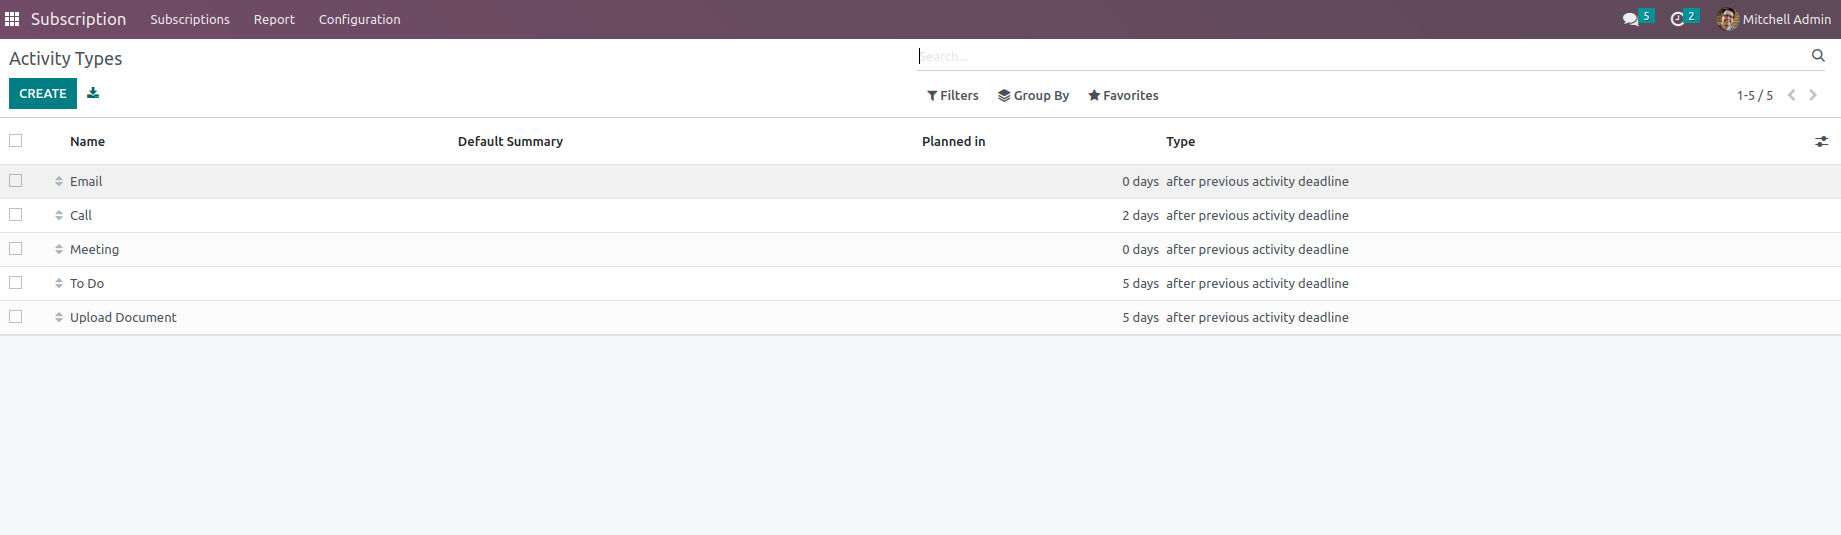 Subscription Subscriptions Report Configuration 5 2 Mitchell Admin
Activity Types Search...
CREATE Filters Group By Favorites 1-5 / 5
Name Default Summary Planned in Type
Email 0 days after previous activity deadline
Call 2 days after previous activity deadline
Meeting 0 days after previous activity deadline
To Do 5 days after previous activity deadline
Upload Document 5 days after previous activity deadline